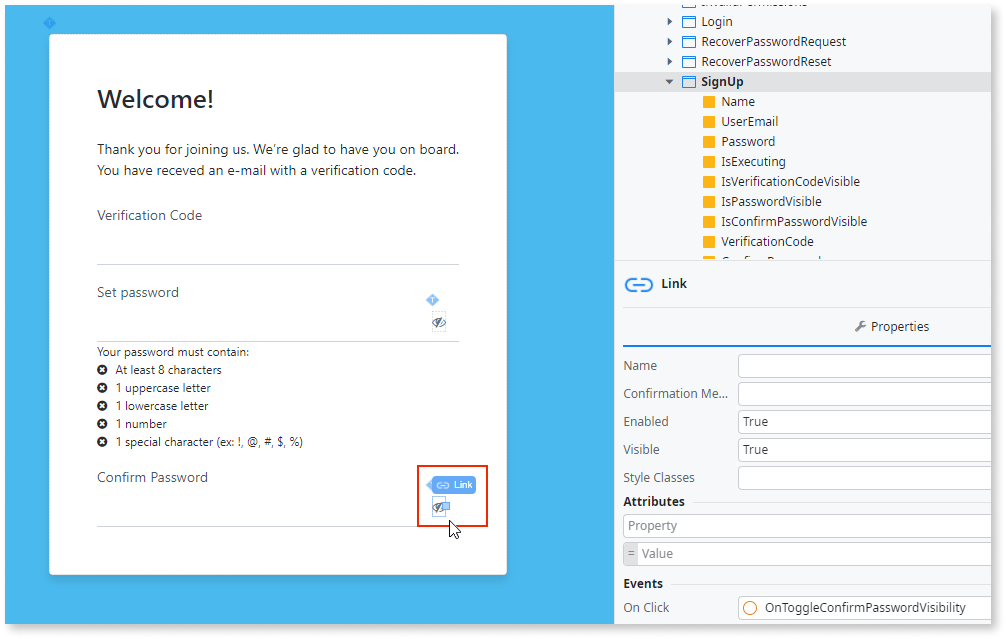 Welcome!
Thank you for joining us. We're glad to have you on board.
You have receved an e-mail with a verification code.
Verification Code
Set password
Your password must contain:
At least 8 characters
1 uppercase letter
1 lowercase letter
1 number
1 special character (ex: !, @, #, $, %)
Confirm Password
Link
Login
RecoverPasswordRequest
RecoverPasswordReset
SignUp
Name
UserEmail
Password
IsExecuting
IsVerificationCodeVisible
IsPasswordVisible
IsConfirmPasswordVisible
VerificationCode
Link
Properties
Name
Confirmation Me...
Enabled True
Visible True
Style Classes
Attributes
Property
= Value
Events
On Click OnToggleConfirmPasswordVisibility